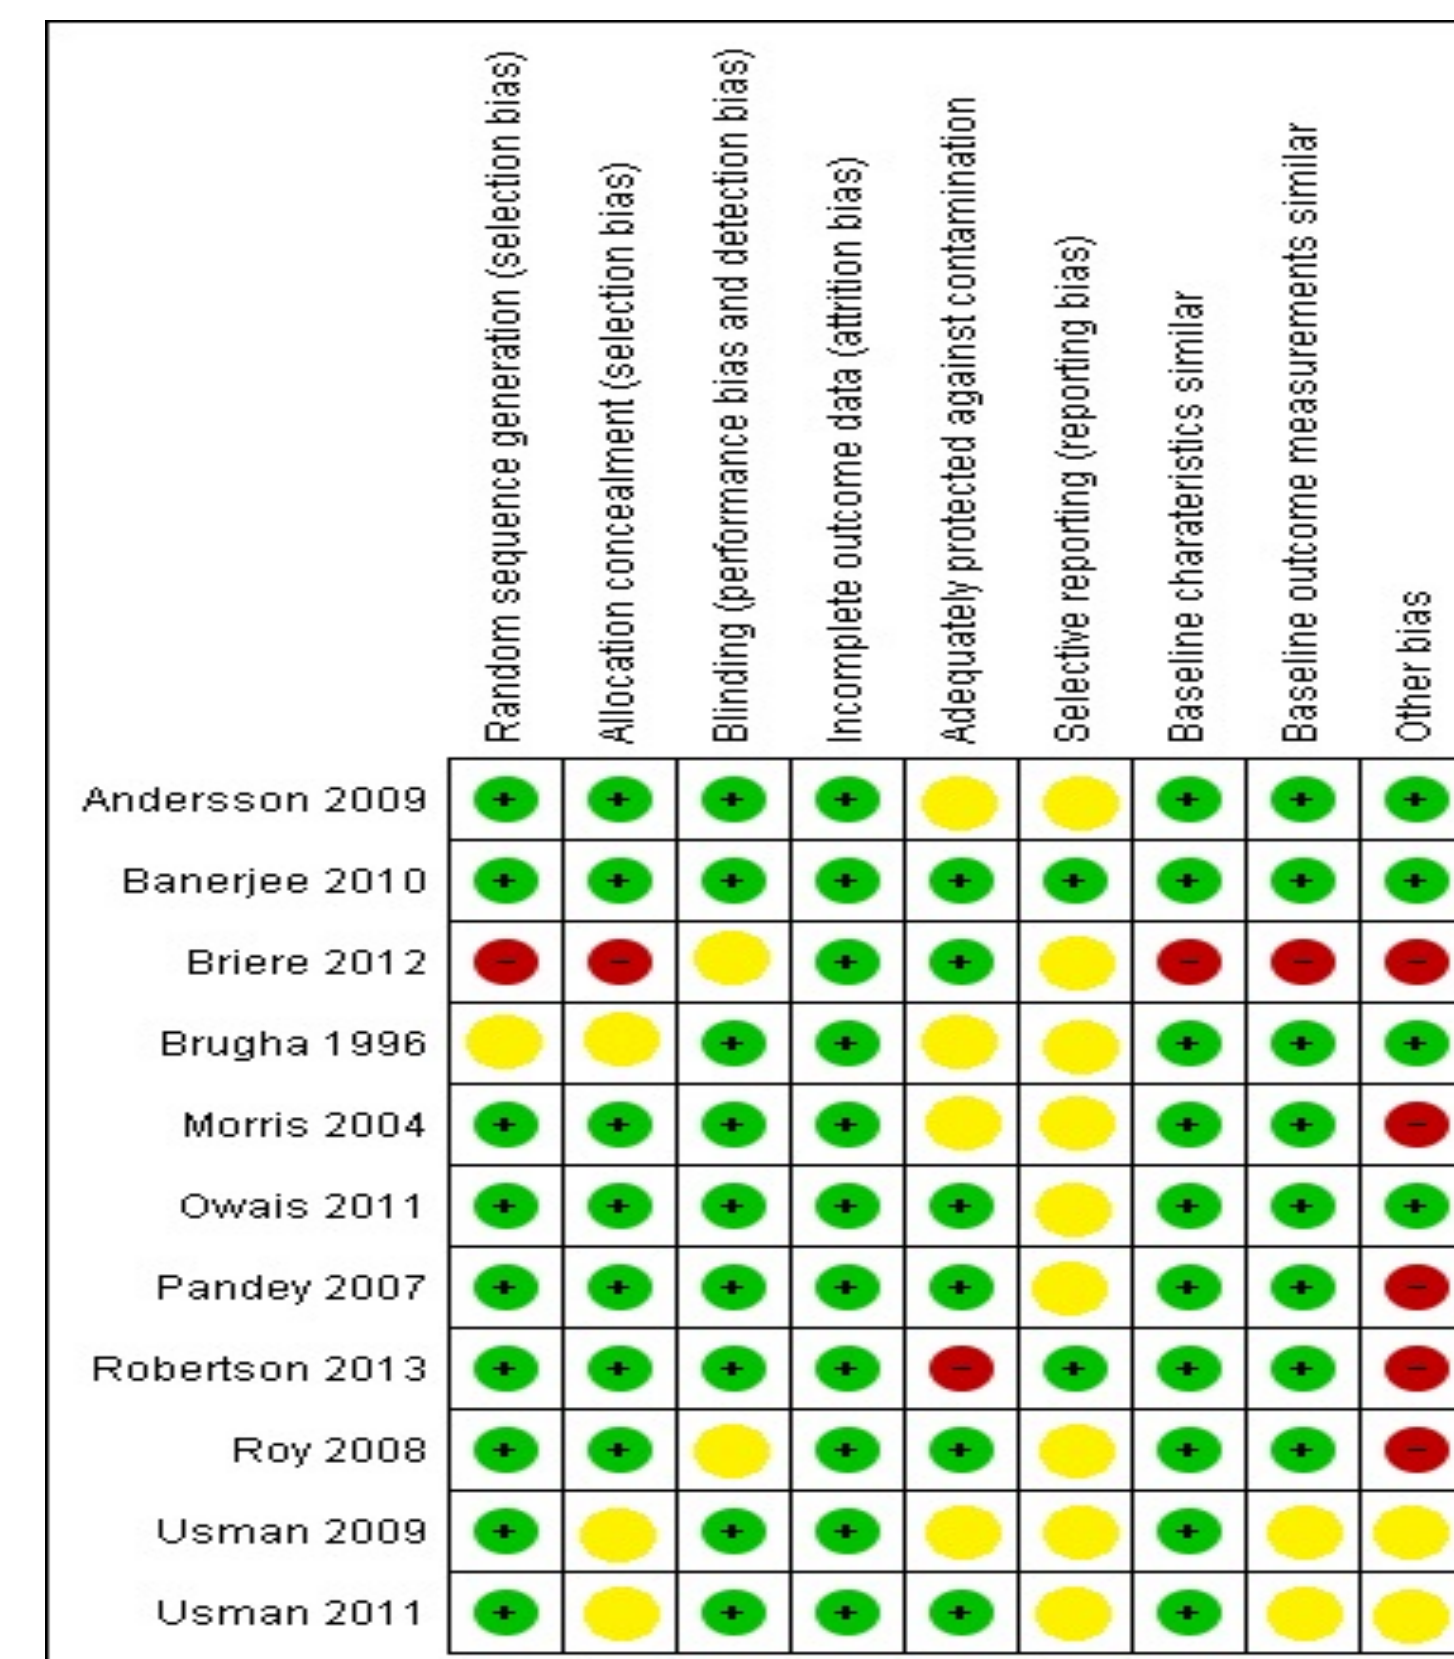 Random sequence generation (selection bias)
Allocation concealment (selection bias)
Blinding (performance bias and detection bias)
Incomplete outcome data (attrition bias)
Adequately protected against contamination
Selective reporting (reporting bias)
Baseline charateristics similar
Baseline outcome measurements similar
Other bias
Andersson 2009 + + + + + + +
Banerjee 2010 + + + + + + + + +
Briere 2012 - - + + - - -
Brugha 1996 + + + + +
Morris 2004 + + + + + + -
Owais 2011 + + + + + + + +
Pandey 2007 + + + + + + + -
Robertson 2013 + + + + - + + + -
Roy 2008 + + + + + + -
Usman 2009 + + + +
Usman 2011 + + + + +